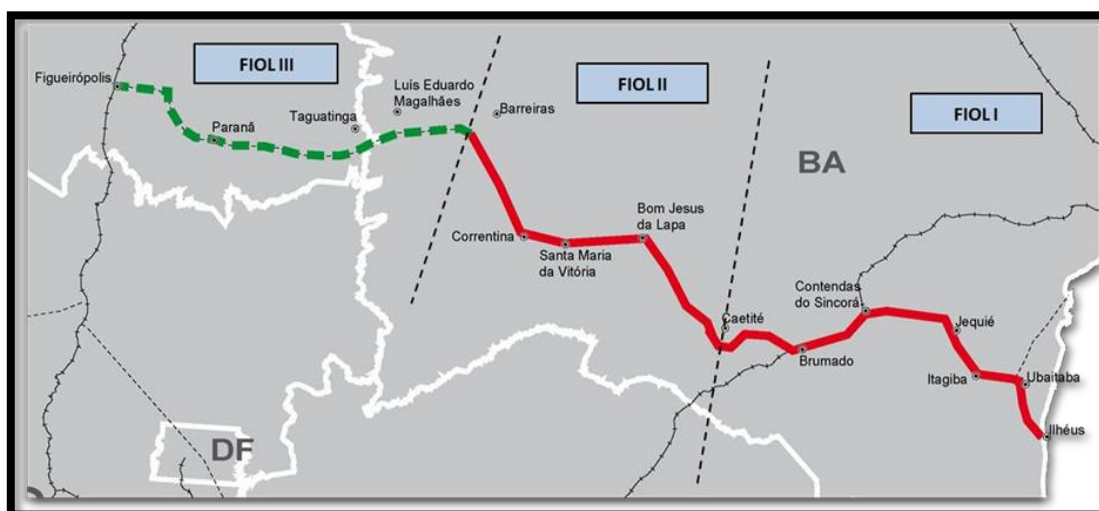 FIOL III
FIOL II
FIOL I
Figueirópolis
Luís Eduardo
Magalhães
Barreiras
Taguatinga
Paranã
BA
Correntina
Santa Maria
da Vitória
Bom Jesus
da Lapa
Caetité
Contendas
do Sincorá
Jequié
Brumado
Itagiba
Ubaitaba
Ilhéus
DF